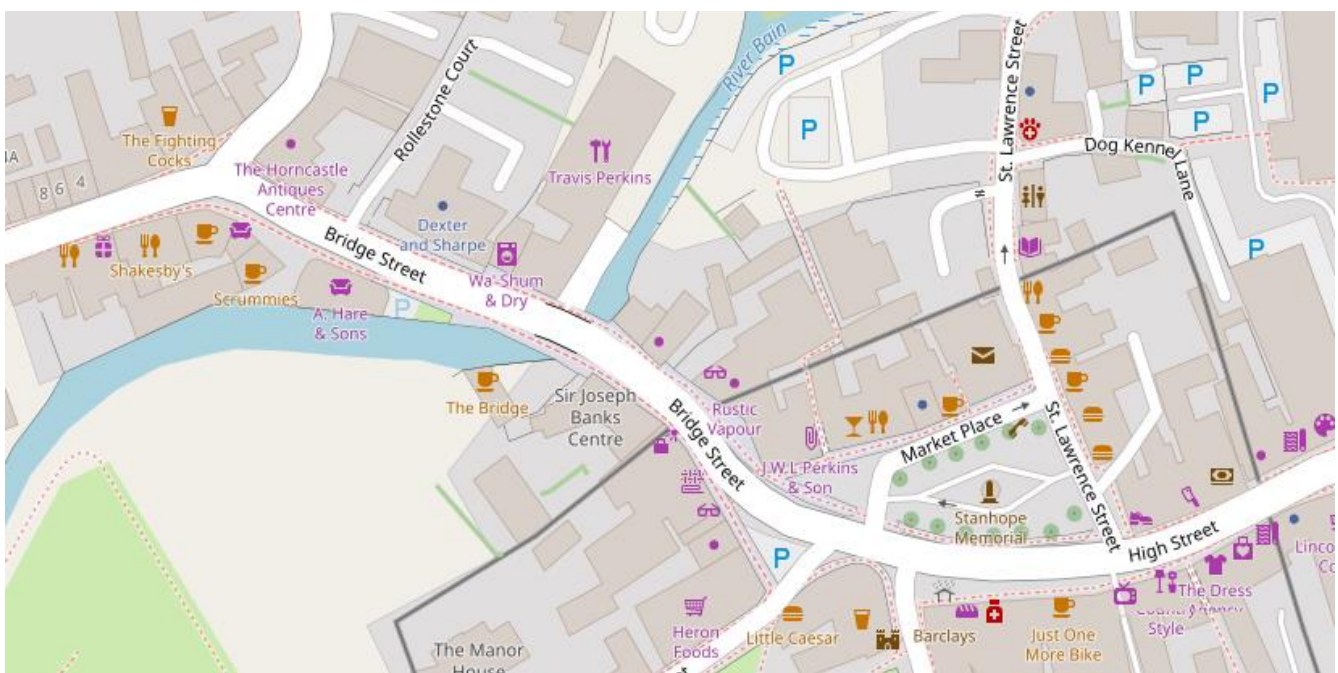 River Bain
P
St. Lawrence Street
P
P
P
Rollestone Court
P
P
P
The Fighting
Cocks
4A
8 6 4
The Horncastle
Antiques
Centre
Travis Perkins
Dog Kennel Lane
Dexter
and Sharpe
Bridge Street
P
Shakesby's
Scrummies
Wa' Shum
& Dry
P
A. Hare
& Sons
The Bridge
Sir Joseph
Banks
Centre
Rustic
Vapour
Bridge Street
Market Place
St. Lawrence Street
J.W.L Perkins
& Son
Stanhope
Memorial
High Street
P
The Dress
Agency
Style
Heron
Foods
Little Caesar
Barclays
Just One
More Bike
The Manor
House